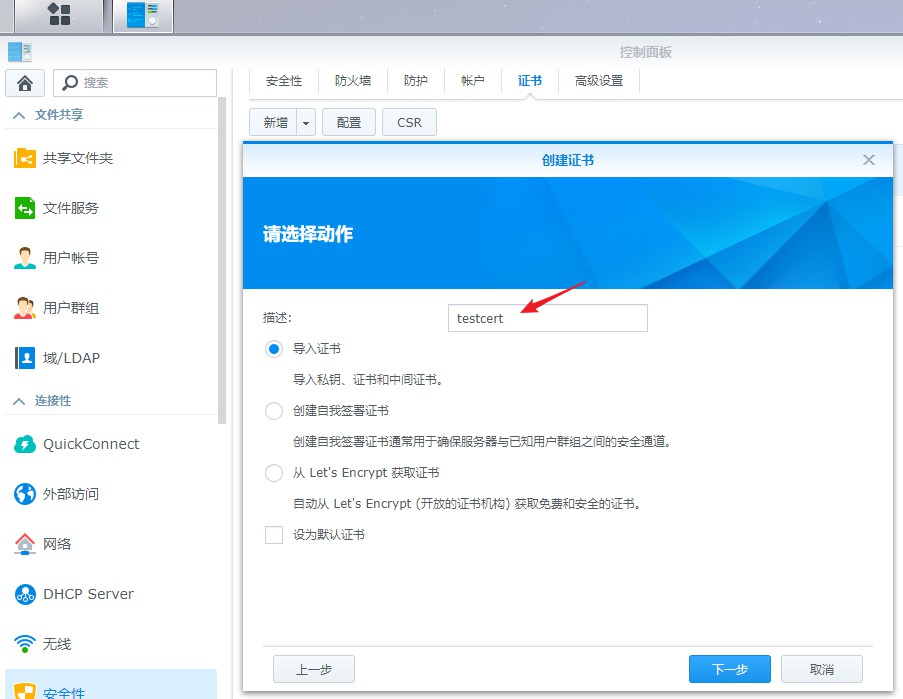 控制面板
搜索
安全性 防火墙 防护 帐户 证书 高级设置
文件共享
共享文件夹
文件服务
用户帐号
用户群组
域/LDAP
连接性
QuickConnect
外部访问
网络
DHCP Server
无线
安全性
新增 配置 CSR
创建证书
请选择动作
描述: testcert
导入证书
导入私钥、证书和中间证书。
创建自我签署证书
创建自我签署证书通常用于确保服务器与已知用户群组之间的安全通道。
从 Let's Encrypt 获取证书
自动从 Let's Encrypt (开放的证书机构) 获取免费和安全的证书。
设为默认证书
上一步 下一步 取消